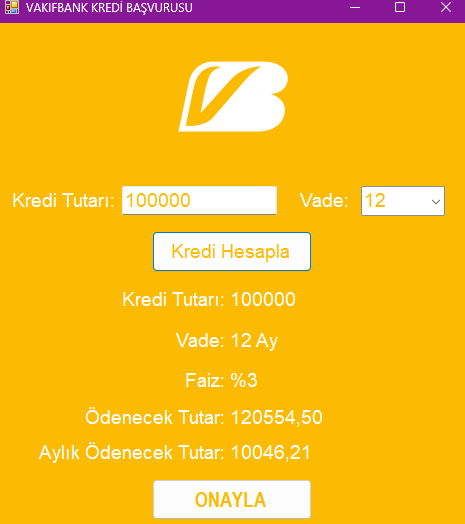 VAKIFBANK KREDİ BAŞVURUSU
Kredi Tutarı: 100000 Vade: 12
Kredi Hesapla
Kredi Tutarı: 100000
Vade: 12 Ay
Faiz: %3
Ödenecek Tutar: 120554,50
Aylık Ödenecek Tutar: 10046,21
ONAYLA